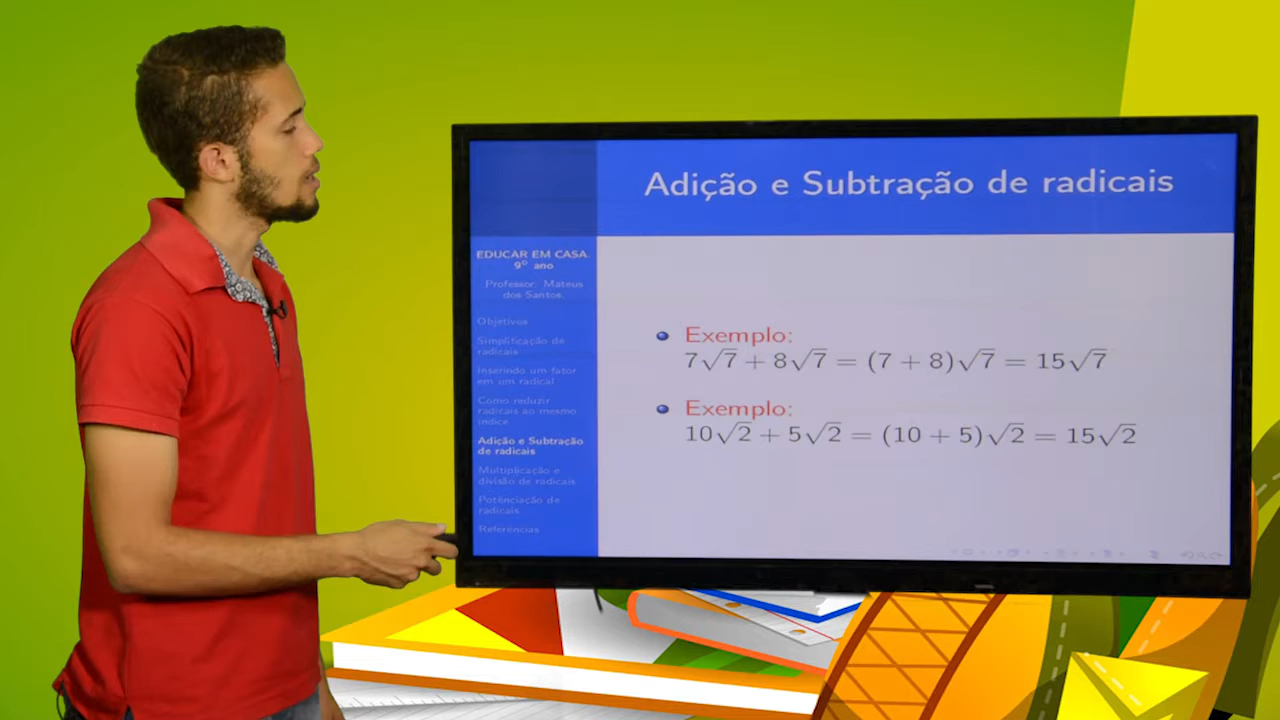 Adição e Subtração de radicais
EDUCAR EM CASA.
9º ano
Professor: Mateus
dos Santos.
Objetivos
Simplificação de
radicais
Inserindo um fator
em um radical
Como reduzir
radicais ao mesmo
índice
Adição e Subtração
de radicais
Multiplicação e
divisão de radicais
Potênciação de
radicais
Referências
Exemplo:
7√7 + 8√7 = (7 + 8)√7 = 15√7
Exemplo:
10√2 + 5√2 = (10 + 5)√2 = 15√2